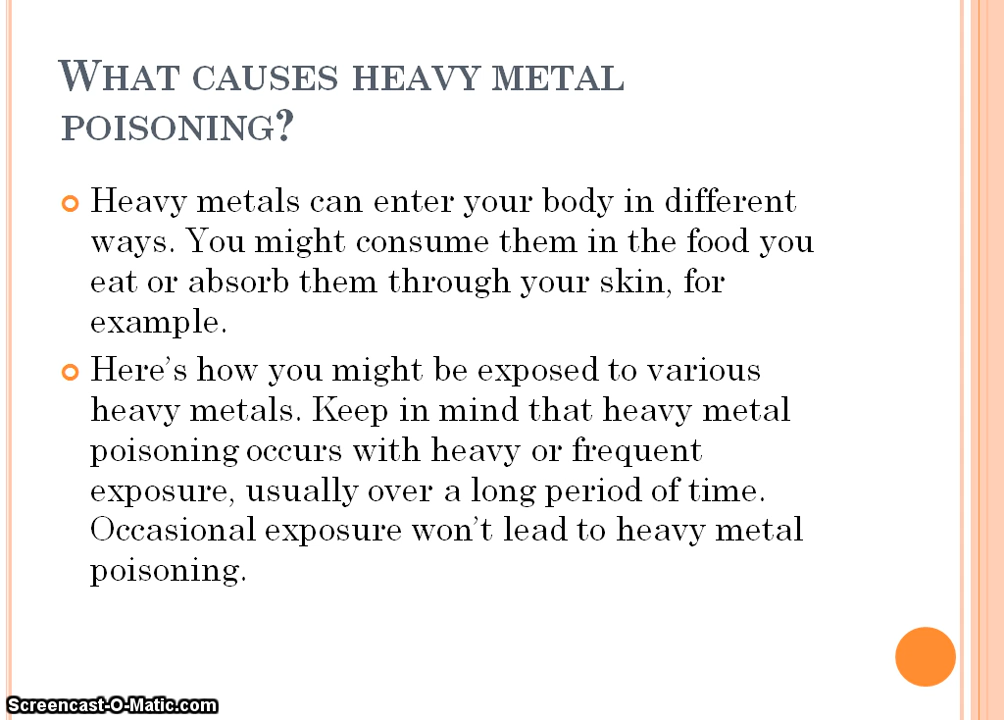 What causes heavy metal
poisoning?
Heavy metals can enter your body in different
ways. You might consume them in the food you
eat or absorb them through your skin, for
example.
Here's how you might be exposed to various
heavy metals. Keep in mind that heavy metal
poisoning occurs with heavy or frequent
exposure, usually over a long period of time.
Occasional exposure won't lead to heavy metal
poisoning.
Screencast-O-Matic.com